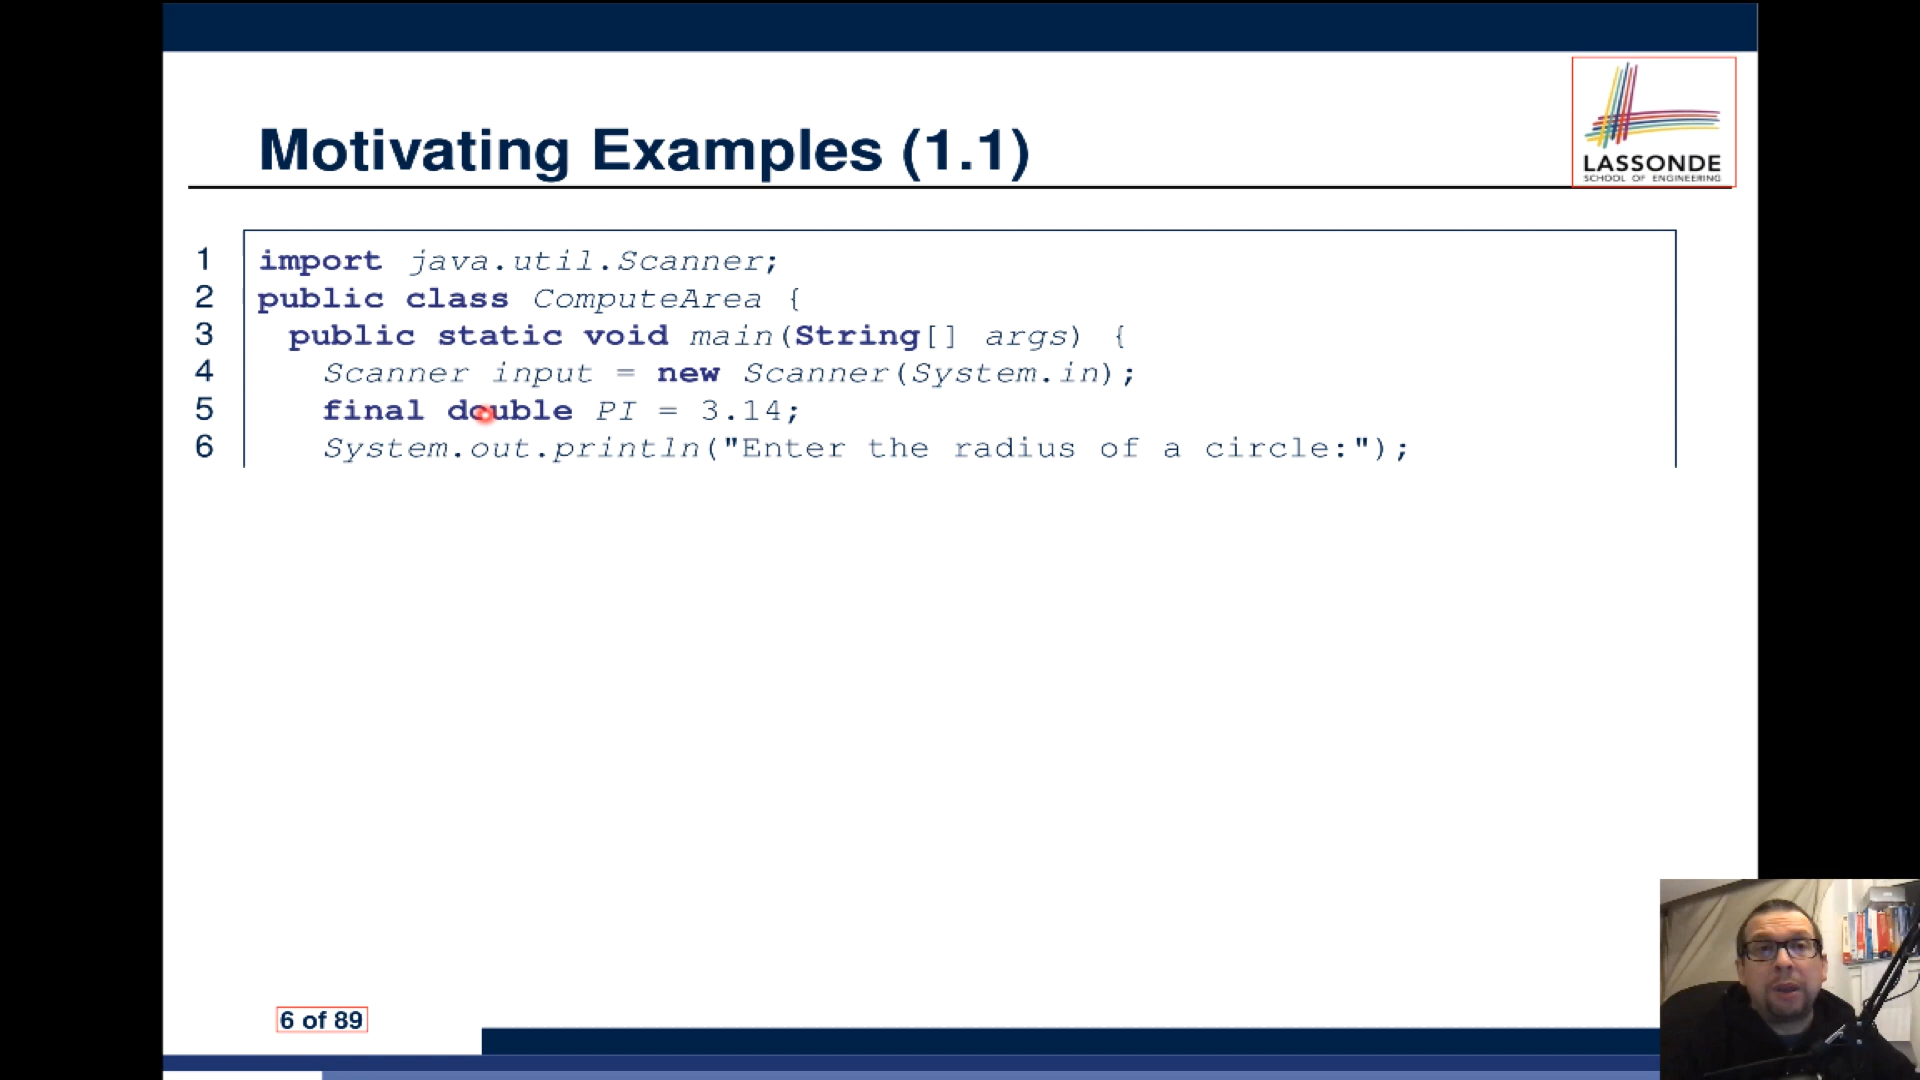 Motivating Examples (1.1)
LASSONDE
SCHOOL OF ENGINEERING
1 import java.util.Scanner;
2 public class ComputeArea {
3 public static void main(String[] args) {
4 Scanner input = new Scanner(System.in);
5 final double PI = 3.14;
6 System.out.println("Enter the radius of a circle:");
6 of 89